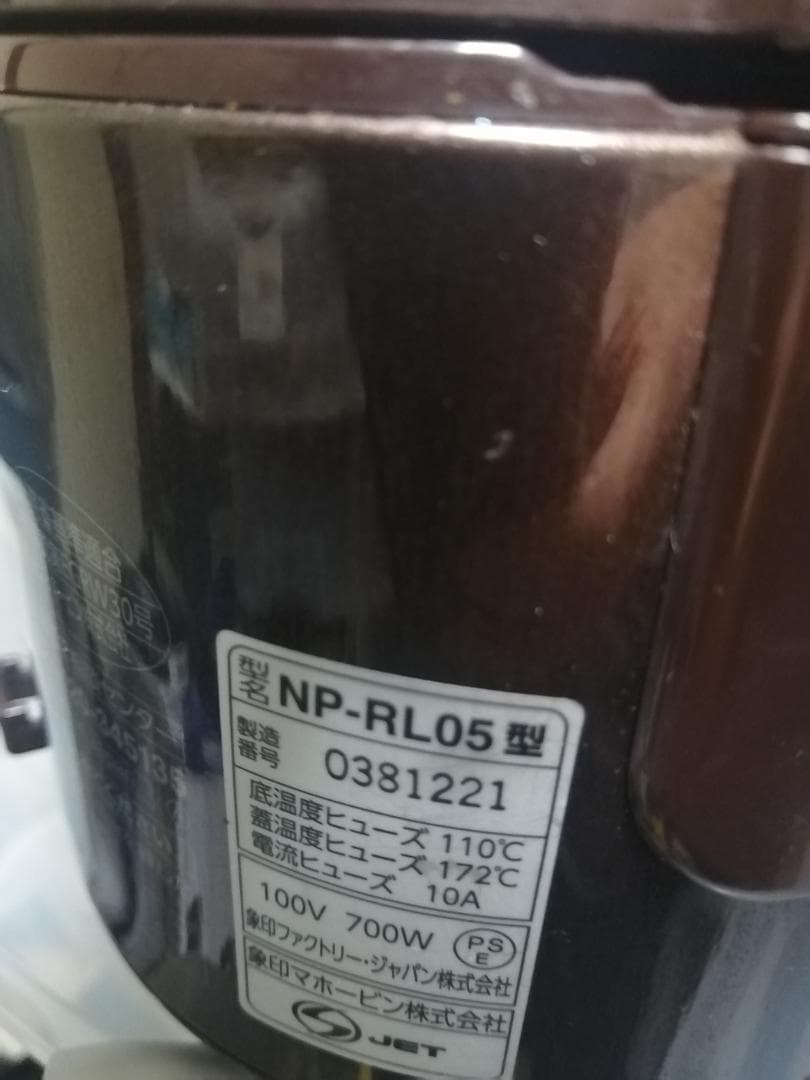 型名 NP-RL05型
製造番号 0381221
底温度ヒューズ 110℃
蓋温度ヒューズ 172℃
電流ヒューズ 10A
100V 700W PSE
象印ファクトリー・ジャパン株式会社
象印マホービン株式会社
JET